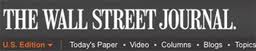 THE WALL STREET JOURNAL.
U.S. Edition ▼ Today's Paper • Video • Columns • Blogs • Topics